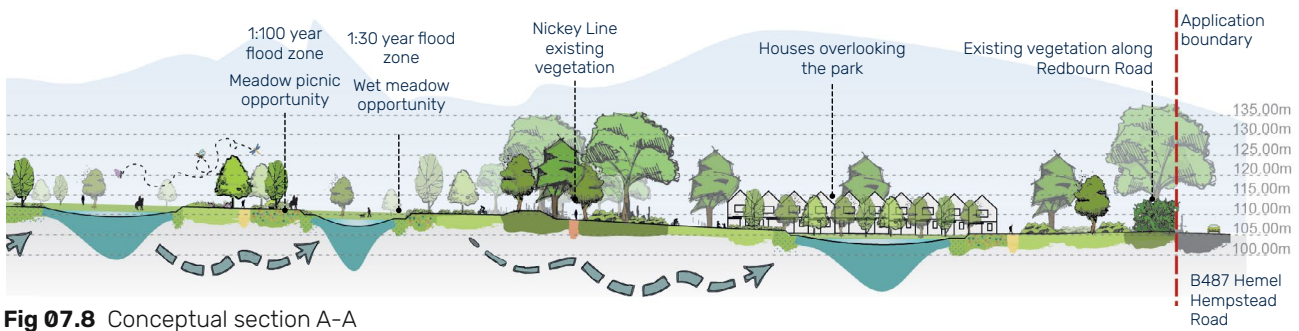 1:100 year
flood zone
Meadow picnic
opportunity
1:30 year flood
zone
Wet meadow
opportunity
Nickey Line
existing
vegetation
Houses overlooking
the park
Existing vegetation along
Redbourn Road
Application
boundary
135.00m
130.00m
125.00m
120.00m
115.00m
110.00m
105.00m
100.00m
B487 Hemel
Hempstead
Road
Fig 07.8 Conceptual section A-A